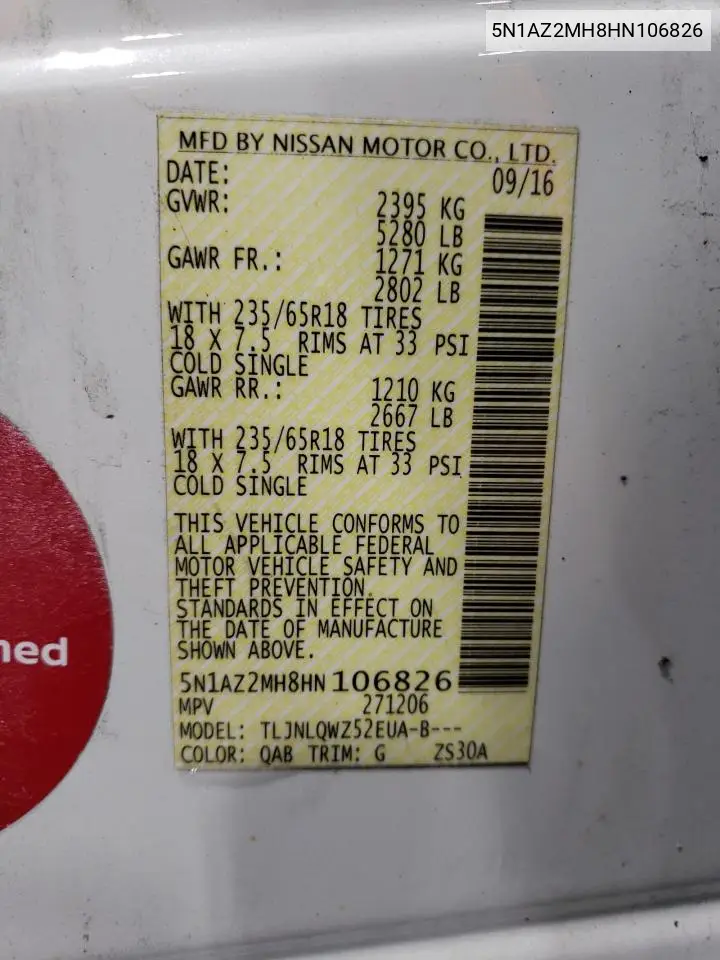 5N1AZ2MH8HN106826
MFD BY NISSAN MOTOR CO., LTD.
DATE: 09/16
GVWR: 2395 KG
5280 LB
GAWR FR.: 1271 KG
2802 LB
WITH 235/65R18 TIRES
18 X 7.5 RIMS AT 33 PSI
COLD SINGLE
GAWR RR.: 1210 KG
2667 LB
WITH 235/65R18 TIRES
18 X 7.5 RIMS AT 33 PSI
COLD SINGLE
THIS VEHICLE CONFORMS TO
ALL APPLICABLE FEDERAL
MOTOR VEHICLE SAFETY AND
THEFT PREVENTION
STANDARDS IN EFFECT ON
THE DATE OF MANUFACTURE
SHOWN ABOVE.
5N1AZ2MH8HN 106826
MPV 271206
MODEL: TLJNLQWZ52EUA-B---
COLOR: QAB TRIM: G ZS30A